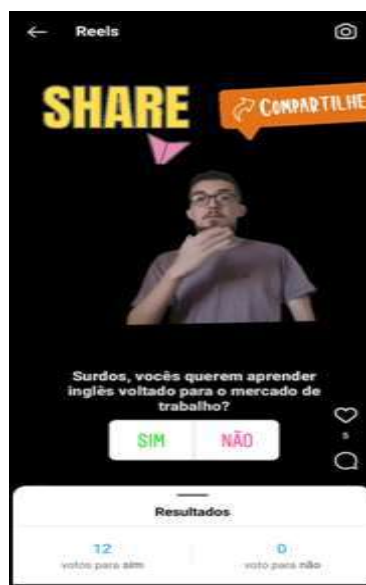 Reels
SHARE
COMPARTILHE
Surdos, vocês querem aprender
inglês voltado para o mercado de
trabalho?
SIM NÃO
5
Resultados
12 0
votos para sim voto para não